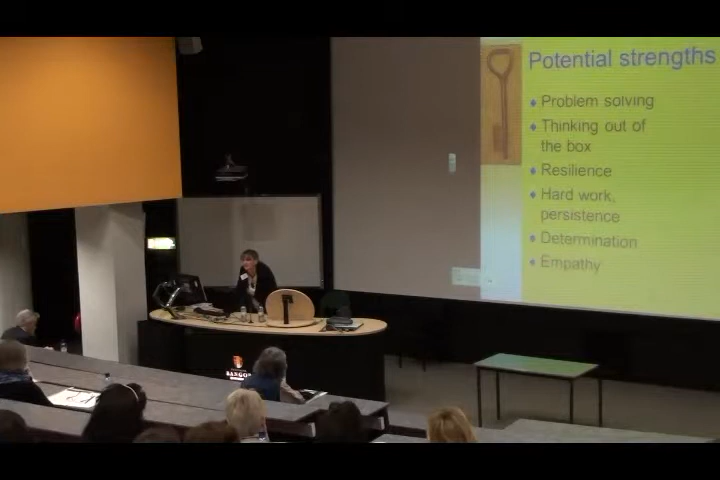 Potential strengths
Problem solving
Thinking out of
the box
Resilience
Hard work,
persistence
Determination
Empathy
BANGOR